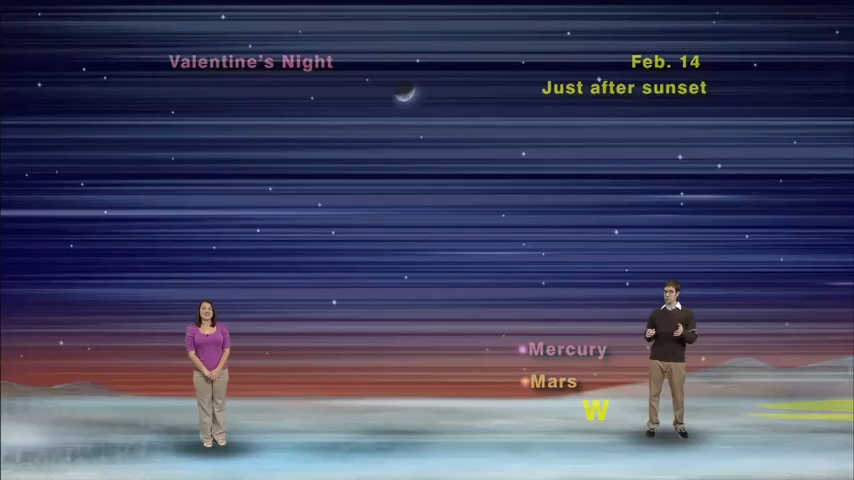 Valentine's Night
Feb. 14
Just after sunset
Mercury
Mars
W